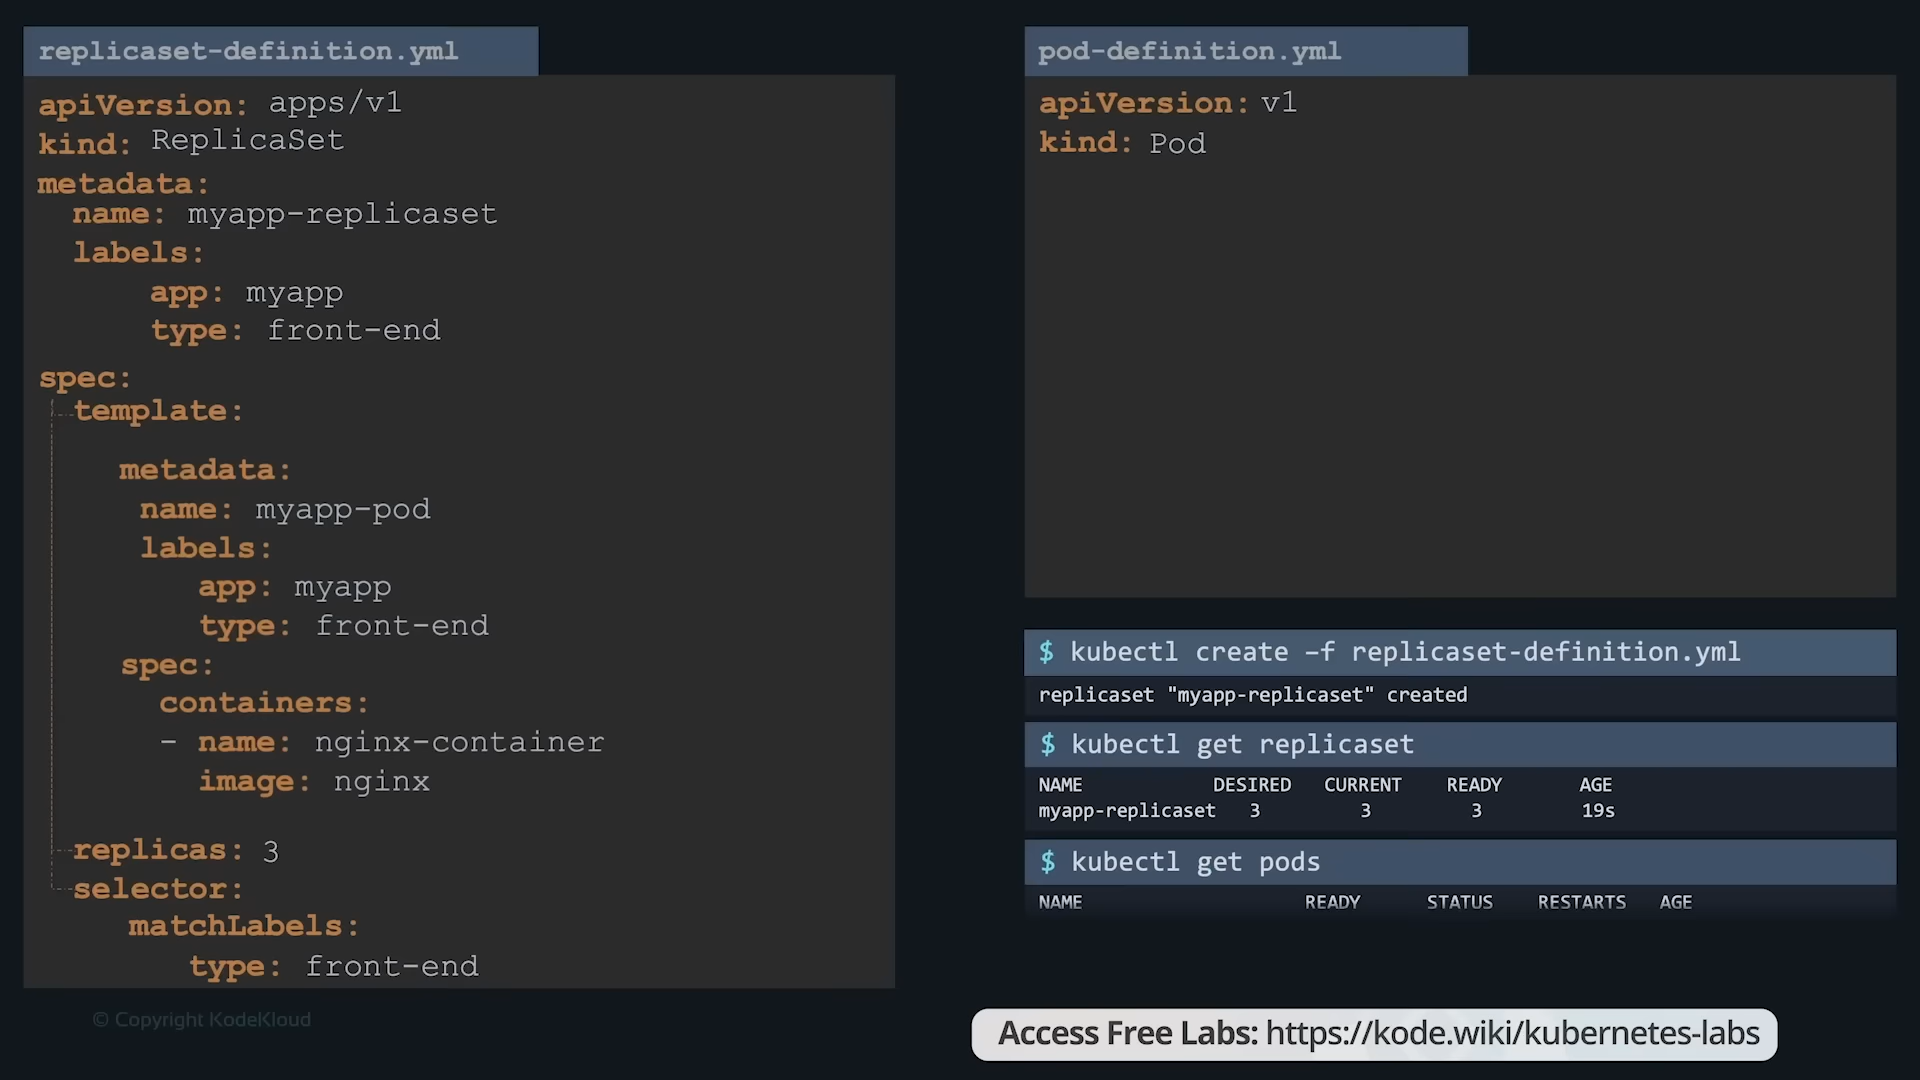 replicaset-definition.yml
apiVersion: apps/v1
kind: ReplicaSet
metadata:
name: myapp-replicaset
labels:
app: myapp
type: front-end
spec:
template:
metadata:
name: myapp-pod
labels:
app: myapp
type: front-end
spec:
containers:
- name: nginx-container
image: nginx
replicas: 3
selector:
matchLabels:
type: front-end
© Copyright KodeKloud
pod-definition.yml
apiVersion: v1
kind: Pod
$ kubectl create –f replicaset-definition.yml
replicaset "myapp-replicaset" created
$ kubectl get replicaset
NAME DESIRED CURRENT READY AGE
myapp-replicaset 3 3 3 19s
$ kubectl get pods
NAME READY STATUS RESTARTS AGE
Access Free Labs: https://kode.wiki/kubernetes-labs